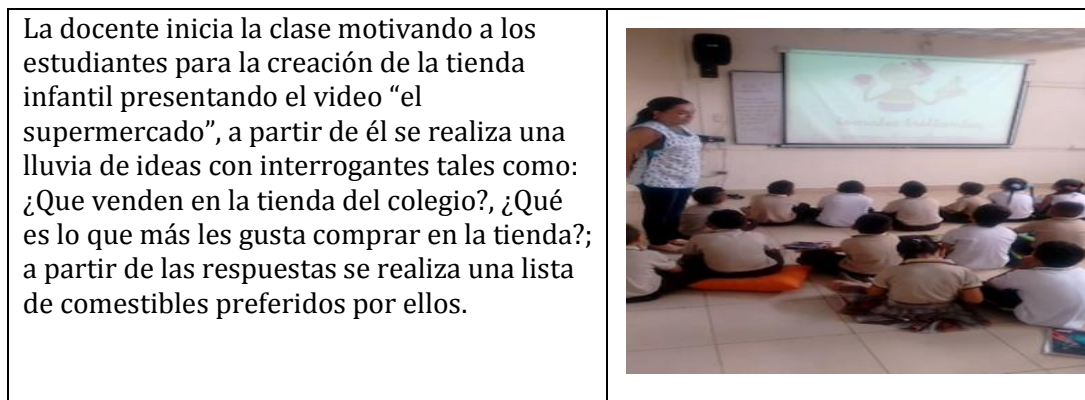 La docente inicia la clase motivando a los
estudiantes para la creación de la tienda
infantil presentando el video “el
supermercado”, a partir de él se realiza una
lluvia de ideas con interrogantes tales como:
¿Que venden en la tienda del colegio?, ¿Qué
es lo que más les gusta comprar en la tienda?;
a partir de las respuestas se realiza una lista
de comestibles preferidos por ellos.